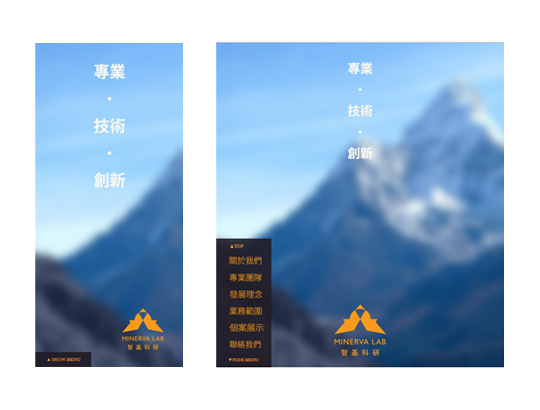 專業
•
技術
•
創新
MINERVA LAB
智基科研
▲ SHOW MENU
專業
•
技術
•
創新
▲TOP
關於我們
專業團隊
發展理念
業務範圍
個案展示
聯絡我們
▼HIDE MENU
MINERVA LAB
智基科研